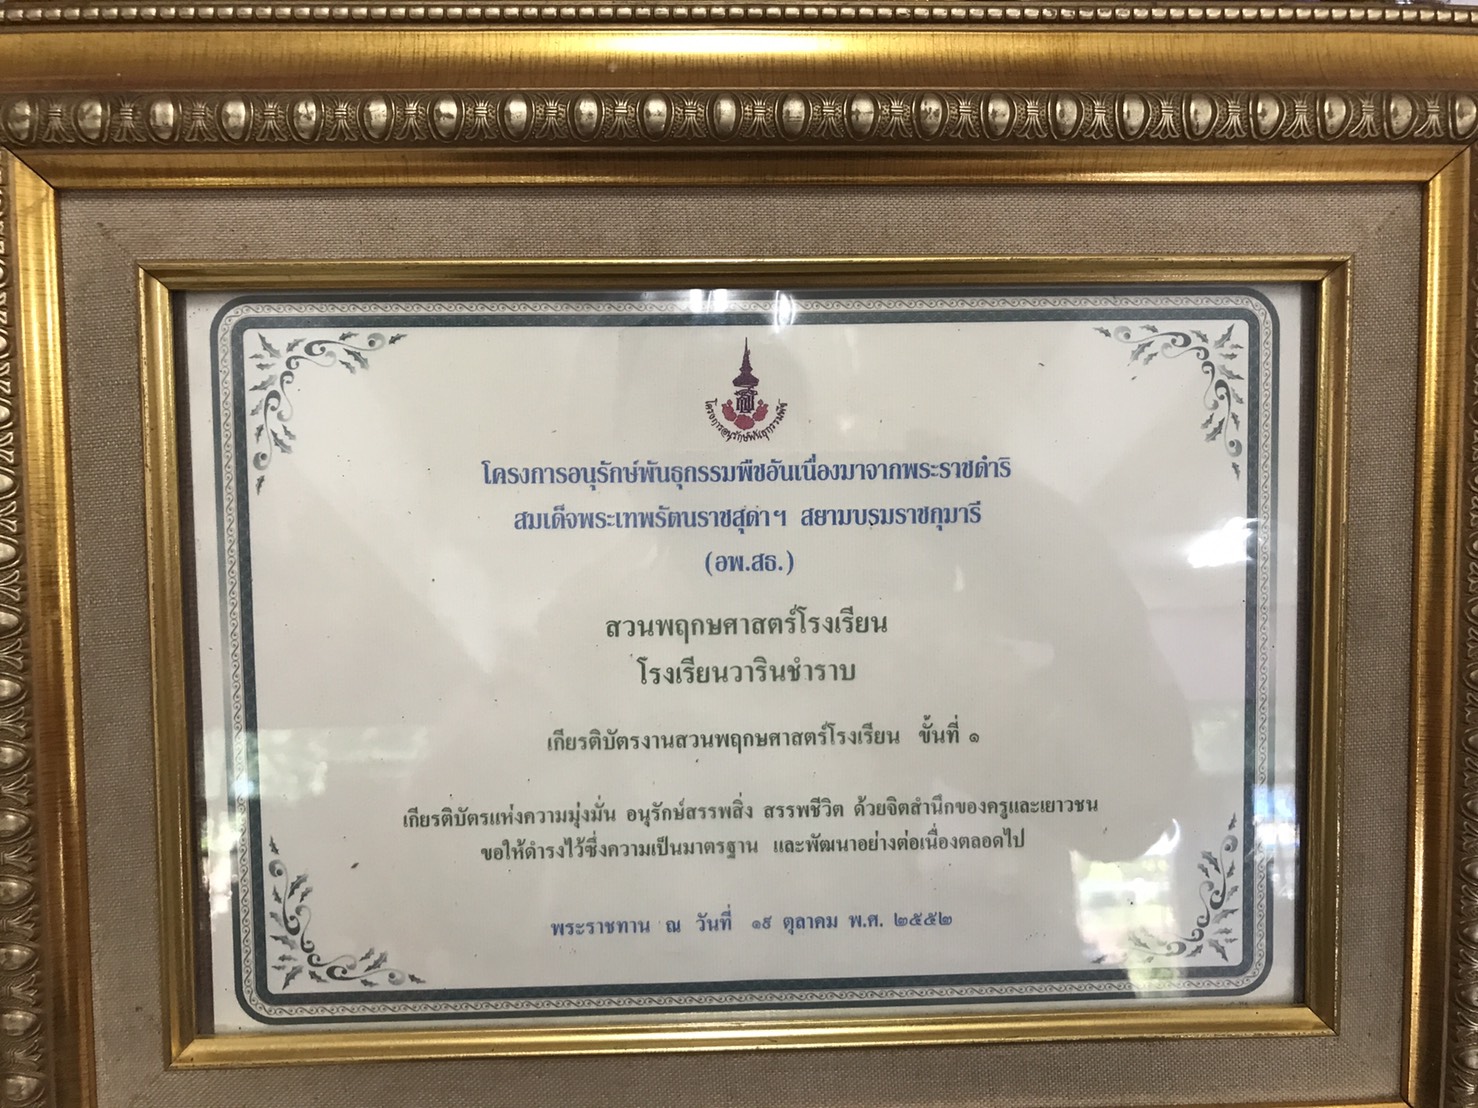 โครงการอนุรักษ์พันธุกรรมพืช
โครงการอนุรักษ์พันธุกรรมพืชอันเนื่องมาจากพระราชดำริ
สมเด็จพระเทพรัตนราชสุดาฯ สยามบรมราชกุมารี
(อพ.สธ.)
สวนพฤกษศาสตร์โรงเรียน
โรงเรียนวารินชำราบ
เกียรติบัตรงานสวนพฤกษศาสตร์โรงเรียน ขั้นที่ ๑
เกียรติบัตรแห่งความมุ่งมั่น อนุรักษ์สรรพสิ่ง สรรพชีวิต ด้วยจิตสำนึกของครูและเยาวชน
ขอให้ดำรงไว้ซึ่งความเป็นมาตรฐาน และพัฒนาอย่างต่อเนื่องตลอดไป
พระราชทาน ณ วันที่ ๑๙ ตุลาคม พ.ศ. ๒๕๕๒